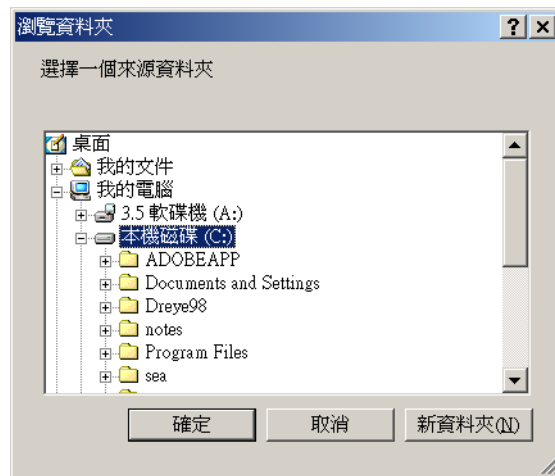 瀏覽資料夾
選擇一個來源資料夾
桌面
我的文件
我的電腦
3.5 軟碟機 (A:)
本機磁碟 (C:)
ADOBEAPP
Documents and Settings
Dreye98
notes
Program Files
sea
確定 取消 新資料夾(N)